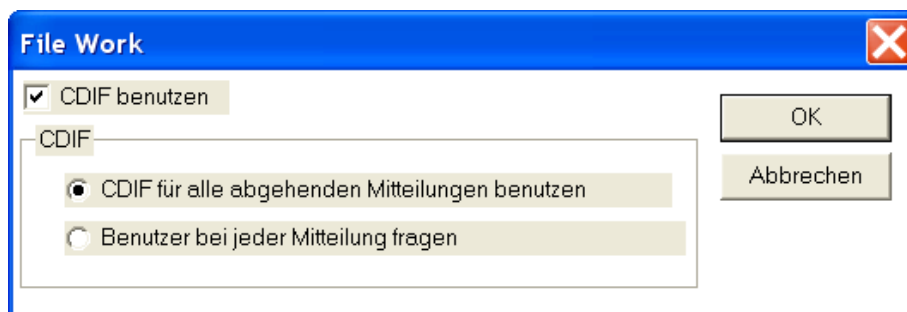 File Work
CDIF benutzen
OK
CDIF
Abbrechen
CDIF für alle abgehenden Mitteilungen benutzen
Benutzer bei jeder Mitteilung fragen